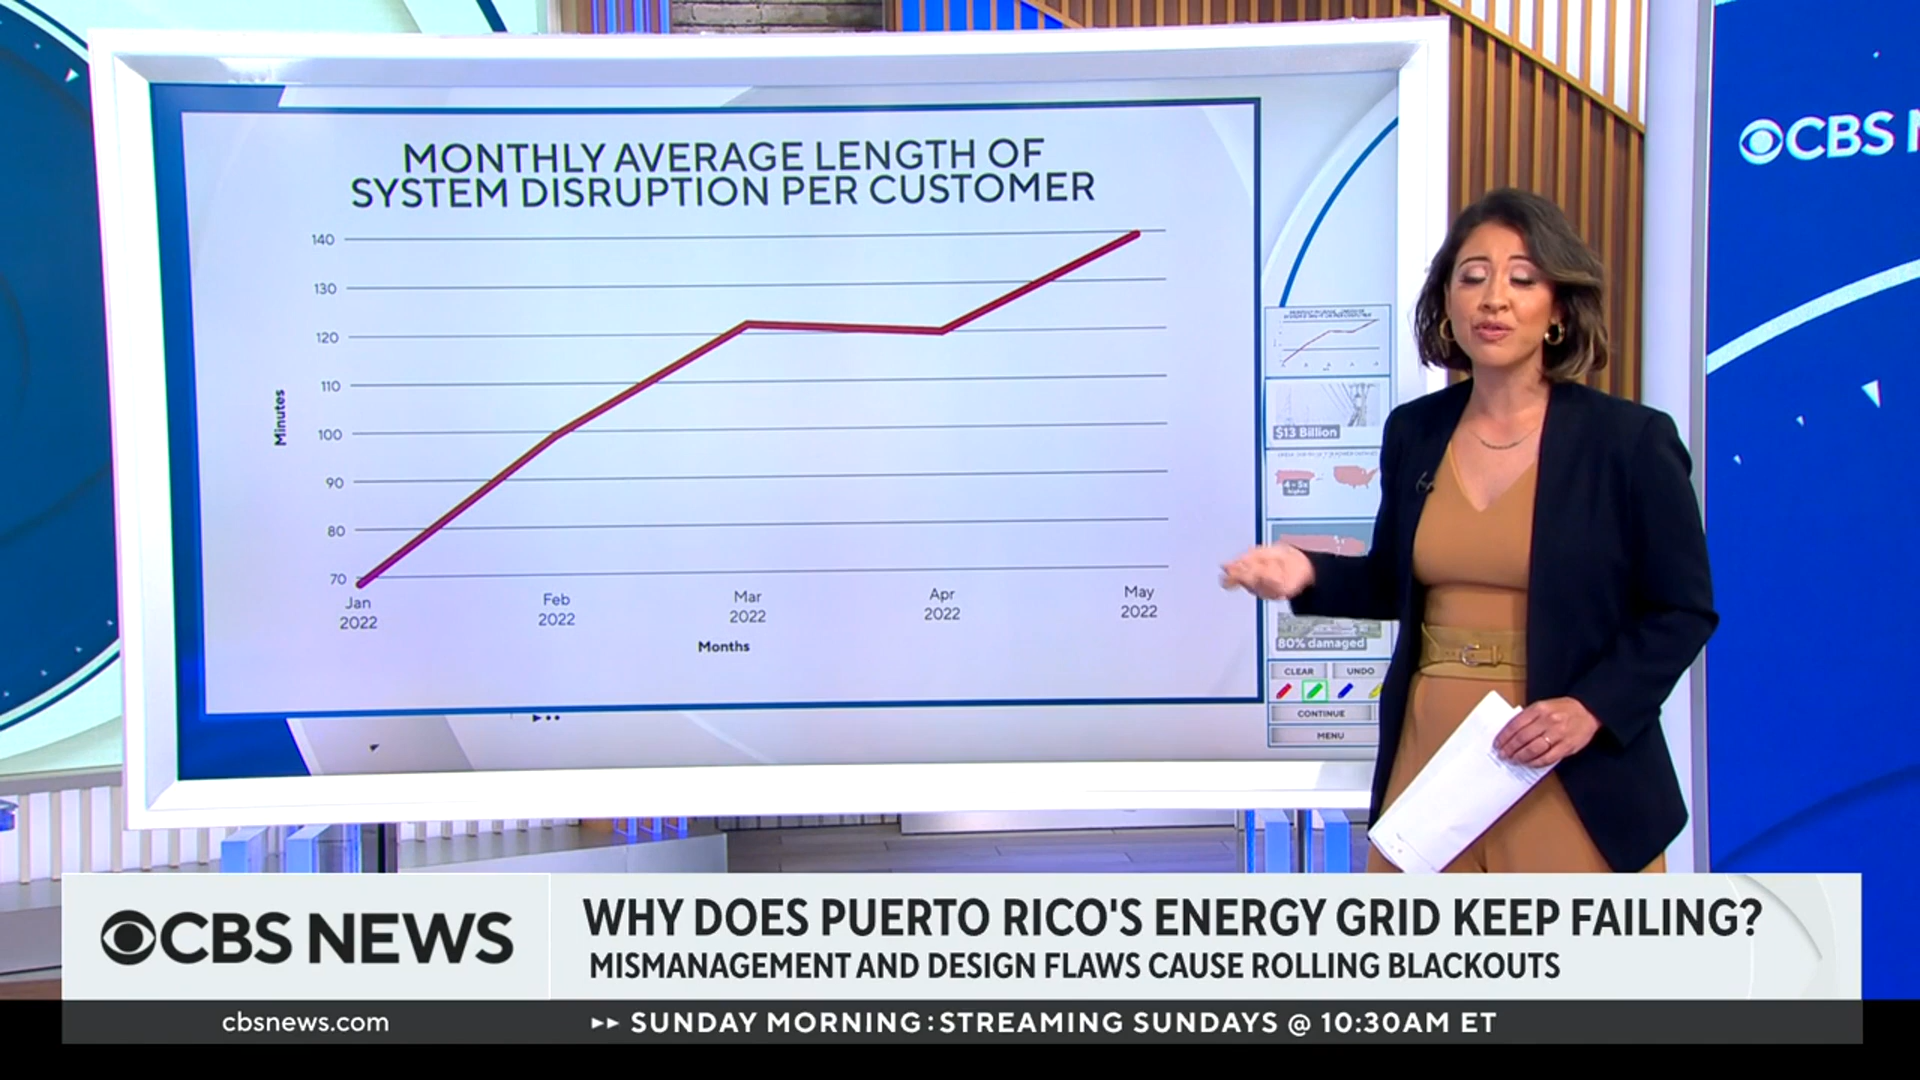 MONTHLY AVERAGE LENGTH OF
SYSTEM DISRUPTION PER CUSTOMER
140
130
120
110
100
90
80
70
Minutes
Jan
2022
Feb
2022
Mar
2022
Apr
2022
May
2022
Months
$13 Billion
4 - 5x
higher
80% damaged
CLEAR
UNDO
CONTINUE
MENU
CBS
CBS NEWS
WHY DOES PUERTO RICO'S ENERGY GRID KEEP FAILING?
MISMANAGEMENT AND DESIGN FLAWS CAUSE ROLLING BLACKOUTS
cbsnews.com
SUNDAY MORNING: STREAMING SUNDAYS @ 10:30AM ET